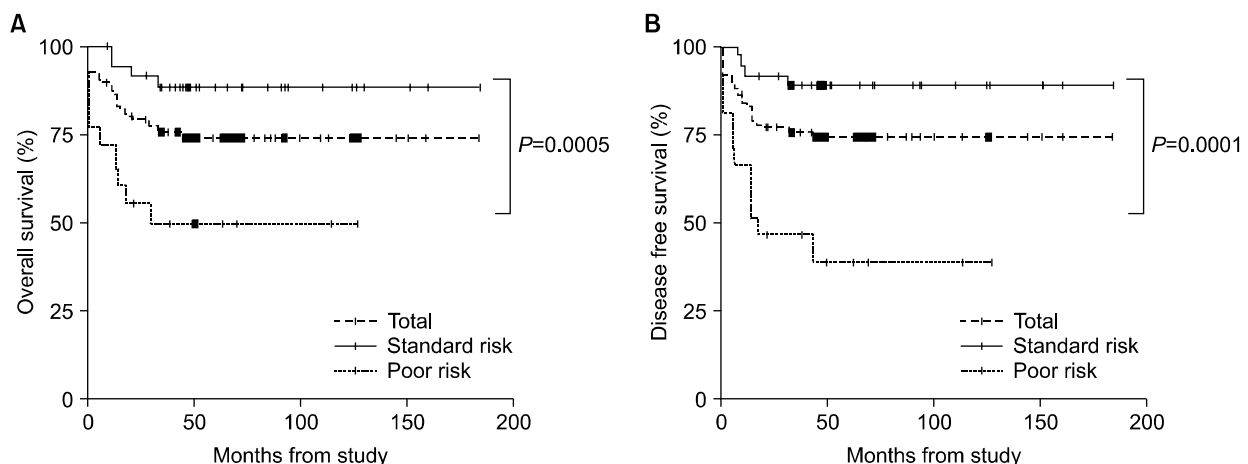 A
Overall survival (%)
100
75
50
25
0
0 50 100 150 200
Months from study
P=0.0005
Total
Standard risk
Poor risk
B
Disease free survival (%)
100
75
50
25
0
0 50 100 150 200
Months from study
P=0.0001
Total
Standard risk
Poor risk